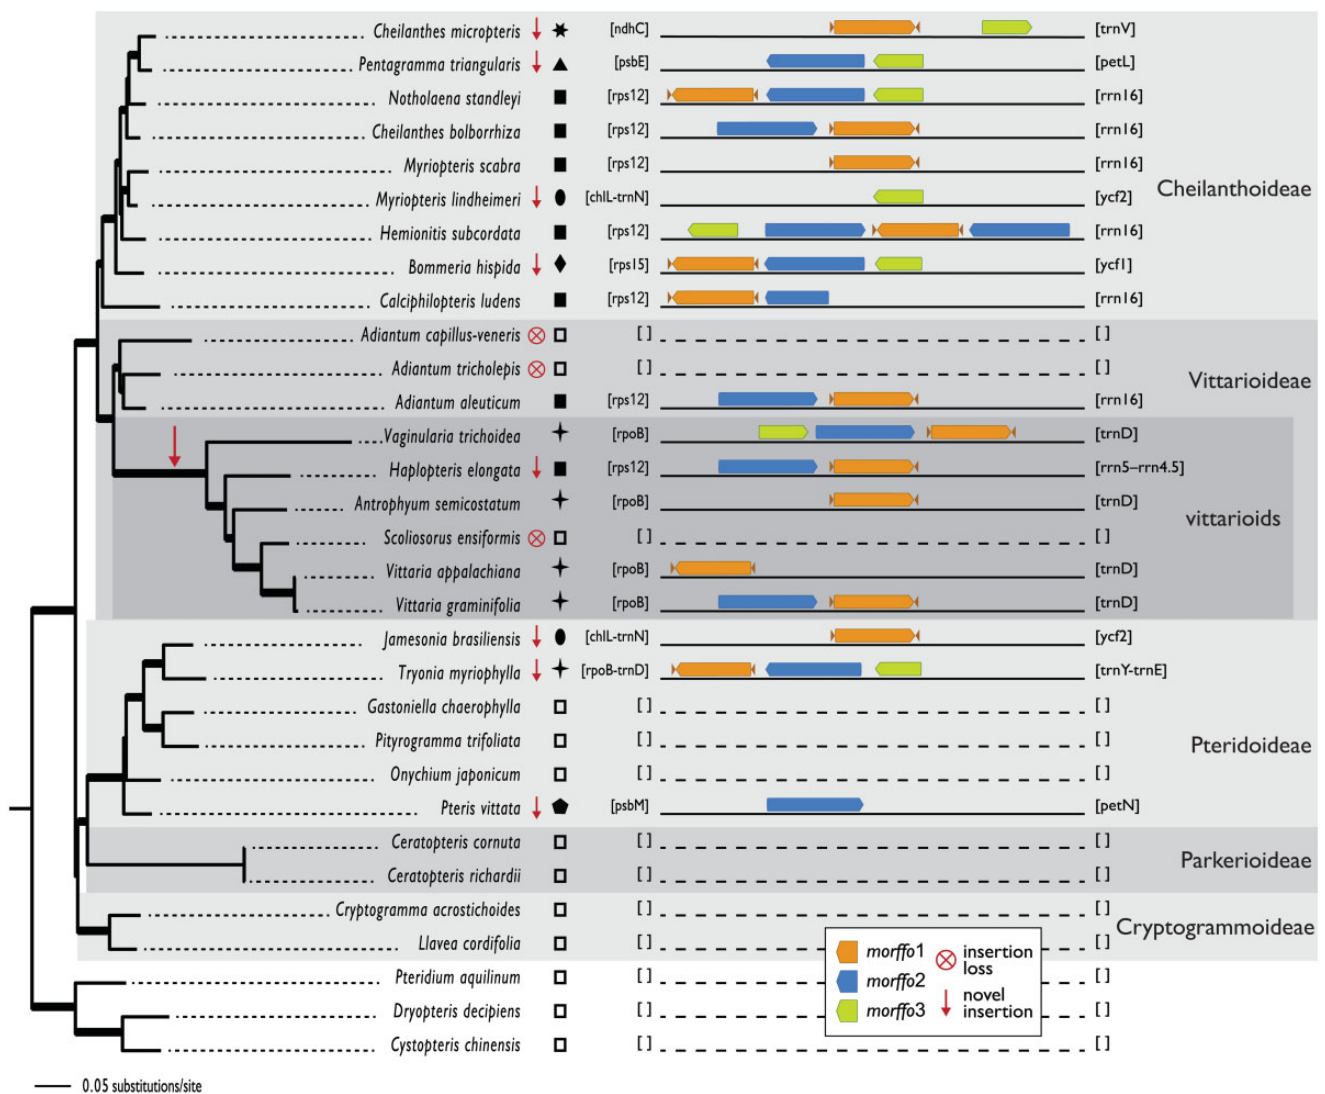 Cheilanthes micropteris [ndhC] [trnV]
Pentagramma triangularis [psbE] [petL]
Notholaena standleyi [rps12] [rrn16]
Cheilanthes bolborrhiza [rps12] [rrn16]
Myriopteris scabra [rps12] [rrn16]
Cheilanthoideae
Myriopteris lindheimeri [chlL-trnN] [ycf2]
Hemionitis subcordata [rps12] [rrn16]
Bommeria hispida [rps15] [ycf1]
Calciphilopteris ludens [rps12] [rrn16]
Adiantum capillus-veneris [ ] [ ]
Adiantum tricholepis [ ] [ ]
Vittarioideae
Adiantum aleuticum [rps12] [rrn16]
Vaginularia trichoidea [rpoB] [trnD]
Haplopteris elongata [rps12] [rrn5–rrn4.5]
Antrophyum semicostatum [rpoB] [trnD]
vittarioids
Scoliosorus ensiformis [ ] [ ]
Vittaria appalachiana [rpoB] [trnD]
Vittaria graminifolia [rpoB] [trnD]
Jamesonia brasiliensis [chlL-trnN] [ycf2]
Tryonia myriophylla [rpoB-trnD] [trnY-trnE]
Gastoniella chaerophylla [ ] [ ]
Pityrogramma trifoliata [ ] [ ]
Pteridoideae
Onychium japonicum [ ] [ ]
Pteris vittata [psbM] [petN]
Ceratopteris cornuta [ ] [ ]
Parkerioideae
Ceratopteris richardii [ ] [ ]
Cryptogramma acrostichoides [ ] [ ]
Cryptogrammoideae
Llavea cordifolia [ ] [ ]
Pteridium aquilinum [ ] [ ]
Dryopteris decipiens [ ] [ ]
Cystopteris chinensis [ ] [ ]
morffo1
morffo2
morffo3
insertion
loss
novel
insertion
0.05 substitutions/site